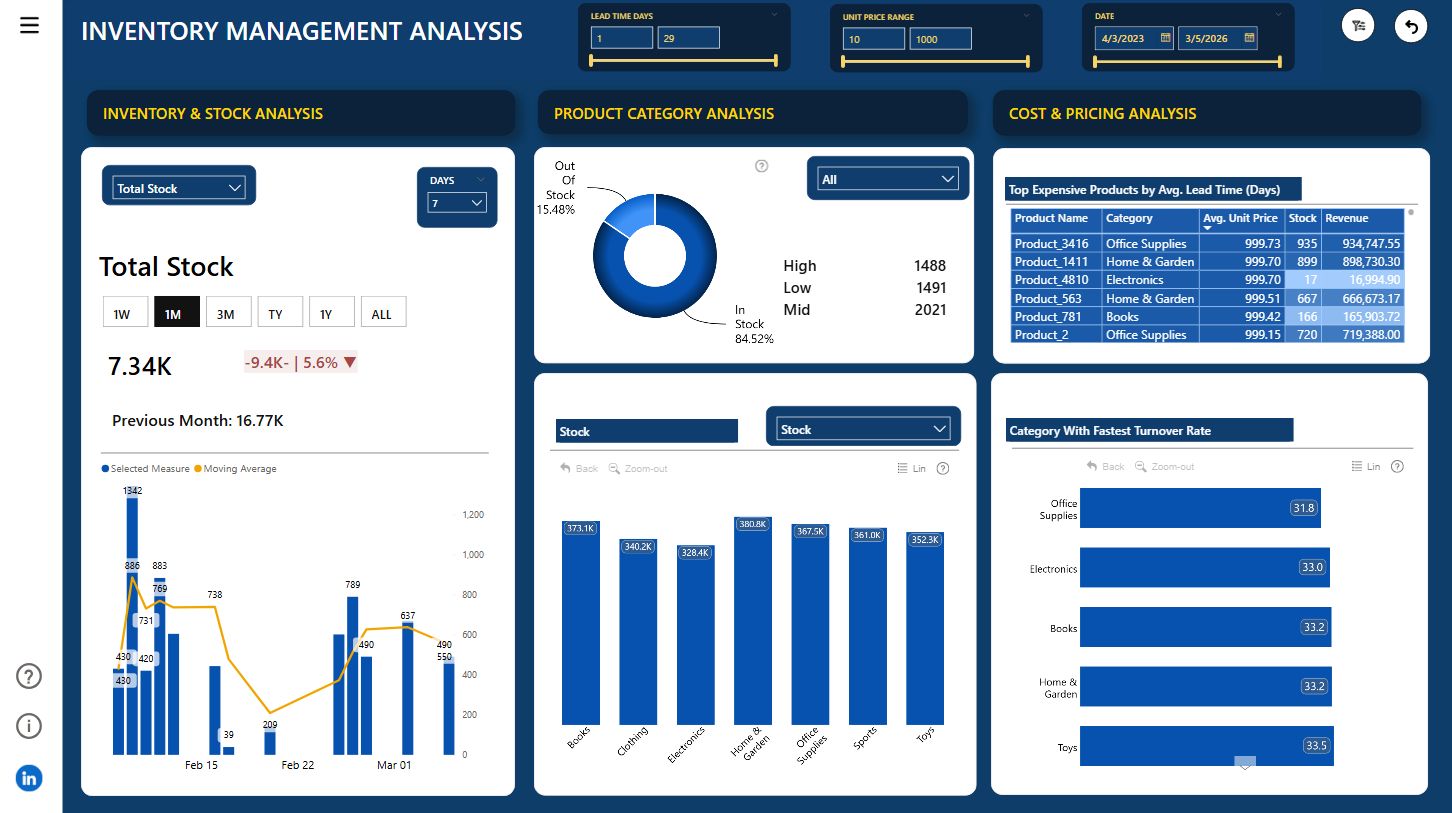 INVENTORY MANAGEMENT ANALYSIS
LEAD TIME DAYS
1 29
UNIT PRICE RANGE
10 1000
DATE
4/3/2023 3/5/2026
INVENTORY & STOCK ANALYSIS
Total Stock
DAYS
7
Total Stock
1W 1M 3M TY 1Y ALL
7.34K -9.4K- | 5.6% ▼
Previous Month: 16.77K
Selected Measure Moving Average
1342
886
883
769
731
430
420
430
738
39
209
789
490
637
490
550
1,200
1,000
800
600
400
200
0
Feb 15 Feb 22 Mar 01
PRODUCT CATEGORY ANALYSIS
Out
Of
Stock
15.48%
?
All
In
Stock
84.52%
High 1488
Low 1491
Mid 2021
Stock
Stock
Back Zoom-out Lin ?
373.1K 340.2K 328.4K 380.8K 367.5K 361.0K 352.3K
Books
Clothing
Electronics
Home &
Garden
Office
Supplies
Sports
Toys
COST & PRICING ANALYSIS
Top Expensive Products by Avg. Lead Time (Days)
Product Name Category Avg. Unit Price Stock Revenue
Product_3416 Office Supplies 999.73 935 934,747.55
Product_1411 Home & Garden 999.70 899 898,730.30
Product_4810 Electronics 999.70 17 16,994.90
Product_563 Home & Garden 999.51 667 666,673.17
Product_781 Books 999.42 166 165,903.72
Product_2 Office Supplies 999.15 720 719,388.00
Category With Fastest Turnover Rate
Back Zoom-out Lin ?
Office
Supplies
31.8
Electronics 33.0
Books 33.2
Home &
Garden
33.2
Toys 33.5
?
i
in